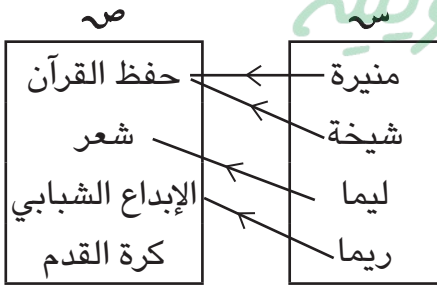 س
ص
منيرة
شيخة
ليما
ريما
حفظ القرآن
شعر
الإبداع الشبابي
كرة القدم